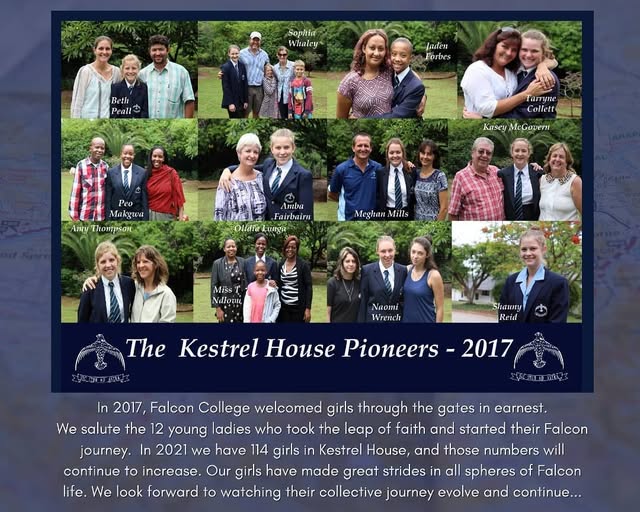 Beth
Peall
Sophia
Whaley
Jaden
Forbes
Tarryne
Collett
Peo
Makgwa
Amba
Fairbairn
Meghan Mills
Kasey McGovern
Amy Thompson
Miss T
Ndlovu
Naomi
Wrench
Shauny
Reid
The Kestrel House Pioneers - 2017
In 2017, Falcon College welcomed girls through the gates in earnest.
We salute the 12 young ladies who took the leap of faith and started their Falcon
journey. In 2021 we have 114 girls in Kestrel House, and those numbers will
continue to increase. Our girls have made great strides in all spheres of Falcon
life. We look forward to watching their collective journey evolve and continue...